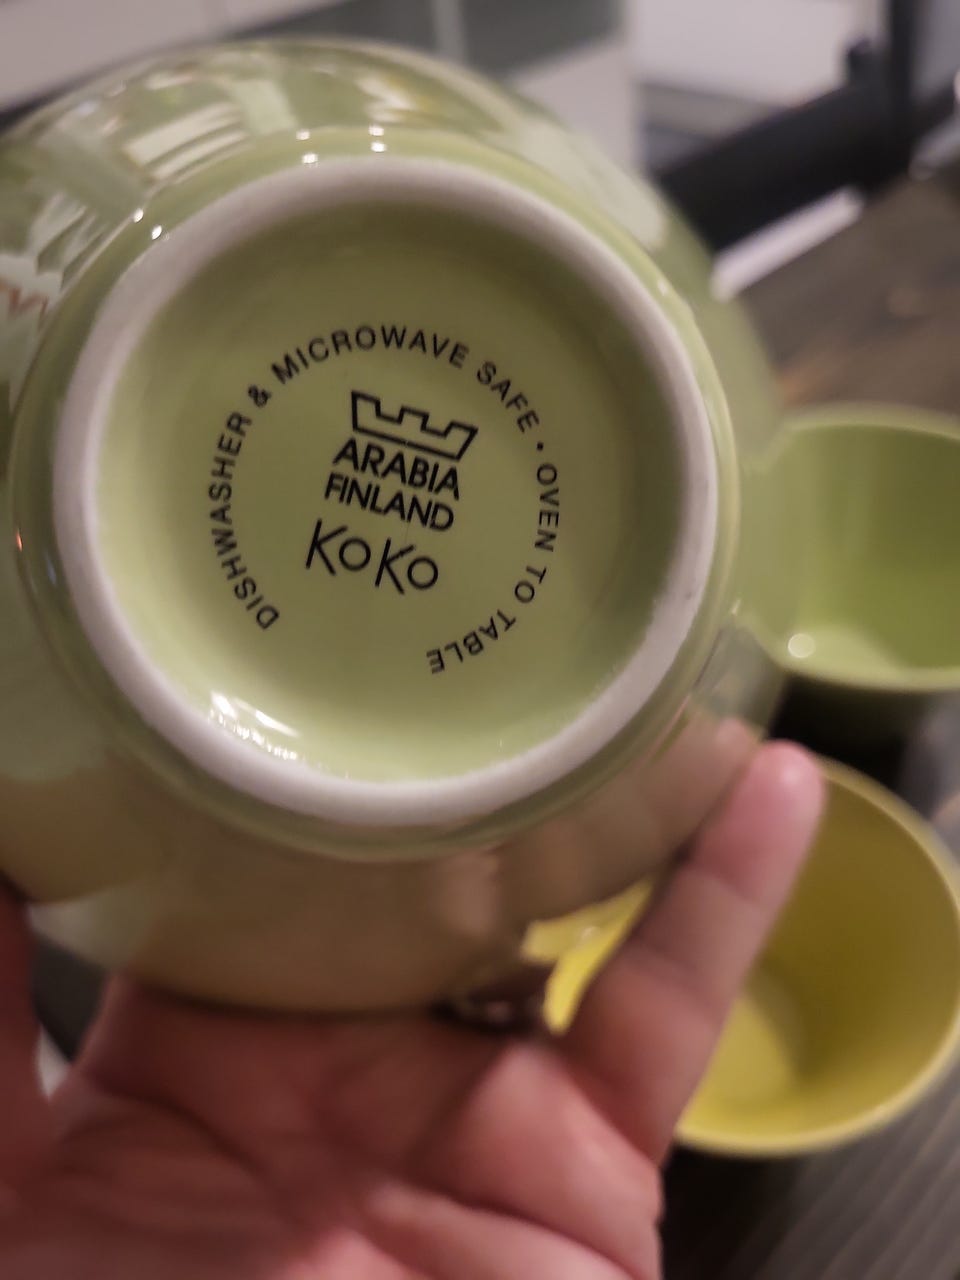 DISHWASHER & MICROWAVE SAFE • OVEN TO TABLE
ARABIA
FINLAND
KoKo